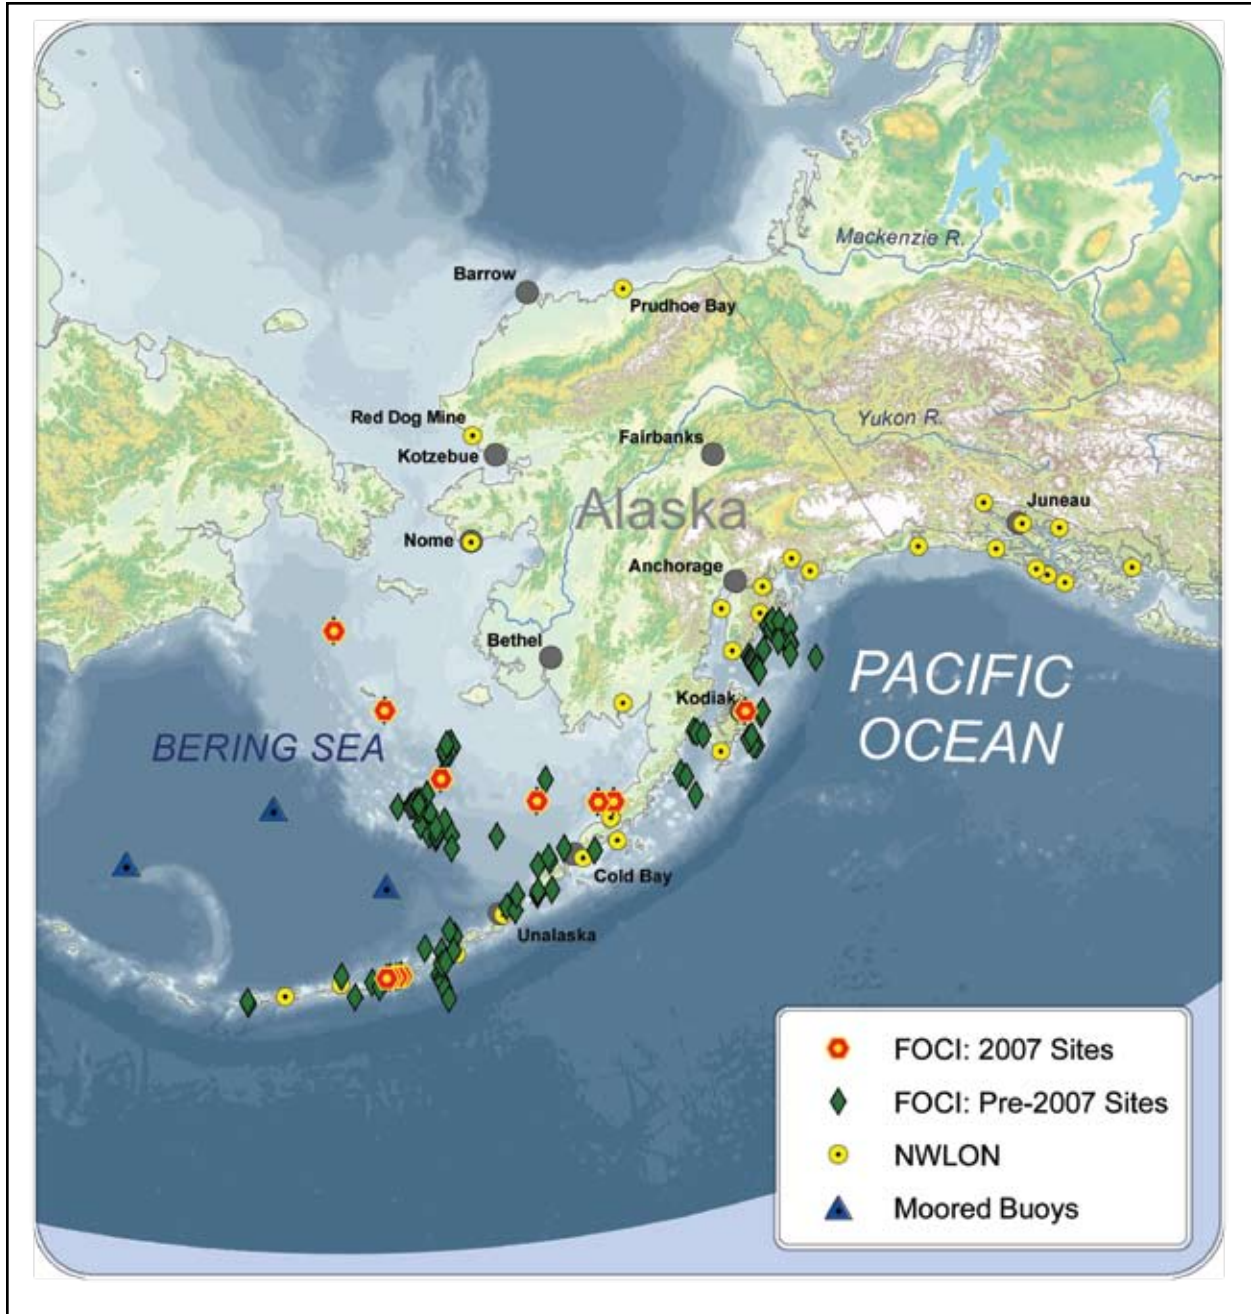 Mackenzie R.
Barrow
Prudhoe Bay
Red Dog Mine
Yukon R.
Kotzebue
Fairbanks
Juneau
Alaska
Nome
Anchorage
Bethel
PACIFIC
OCEAN
Kodiak
BERING SEA
Cold Bay
Unalaska
FOCI: 2007 Sites
FOCI: Pre-2007 Sites
NWLON
Moored Buoys